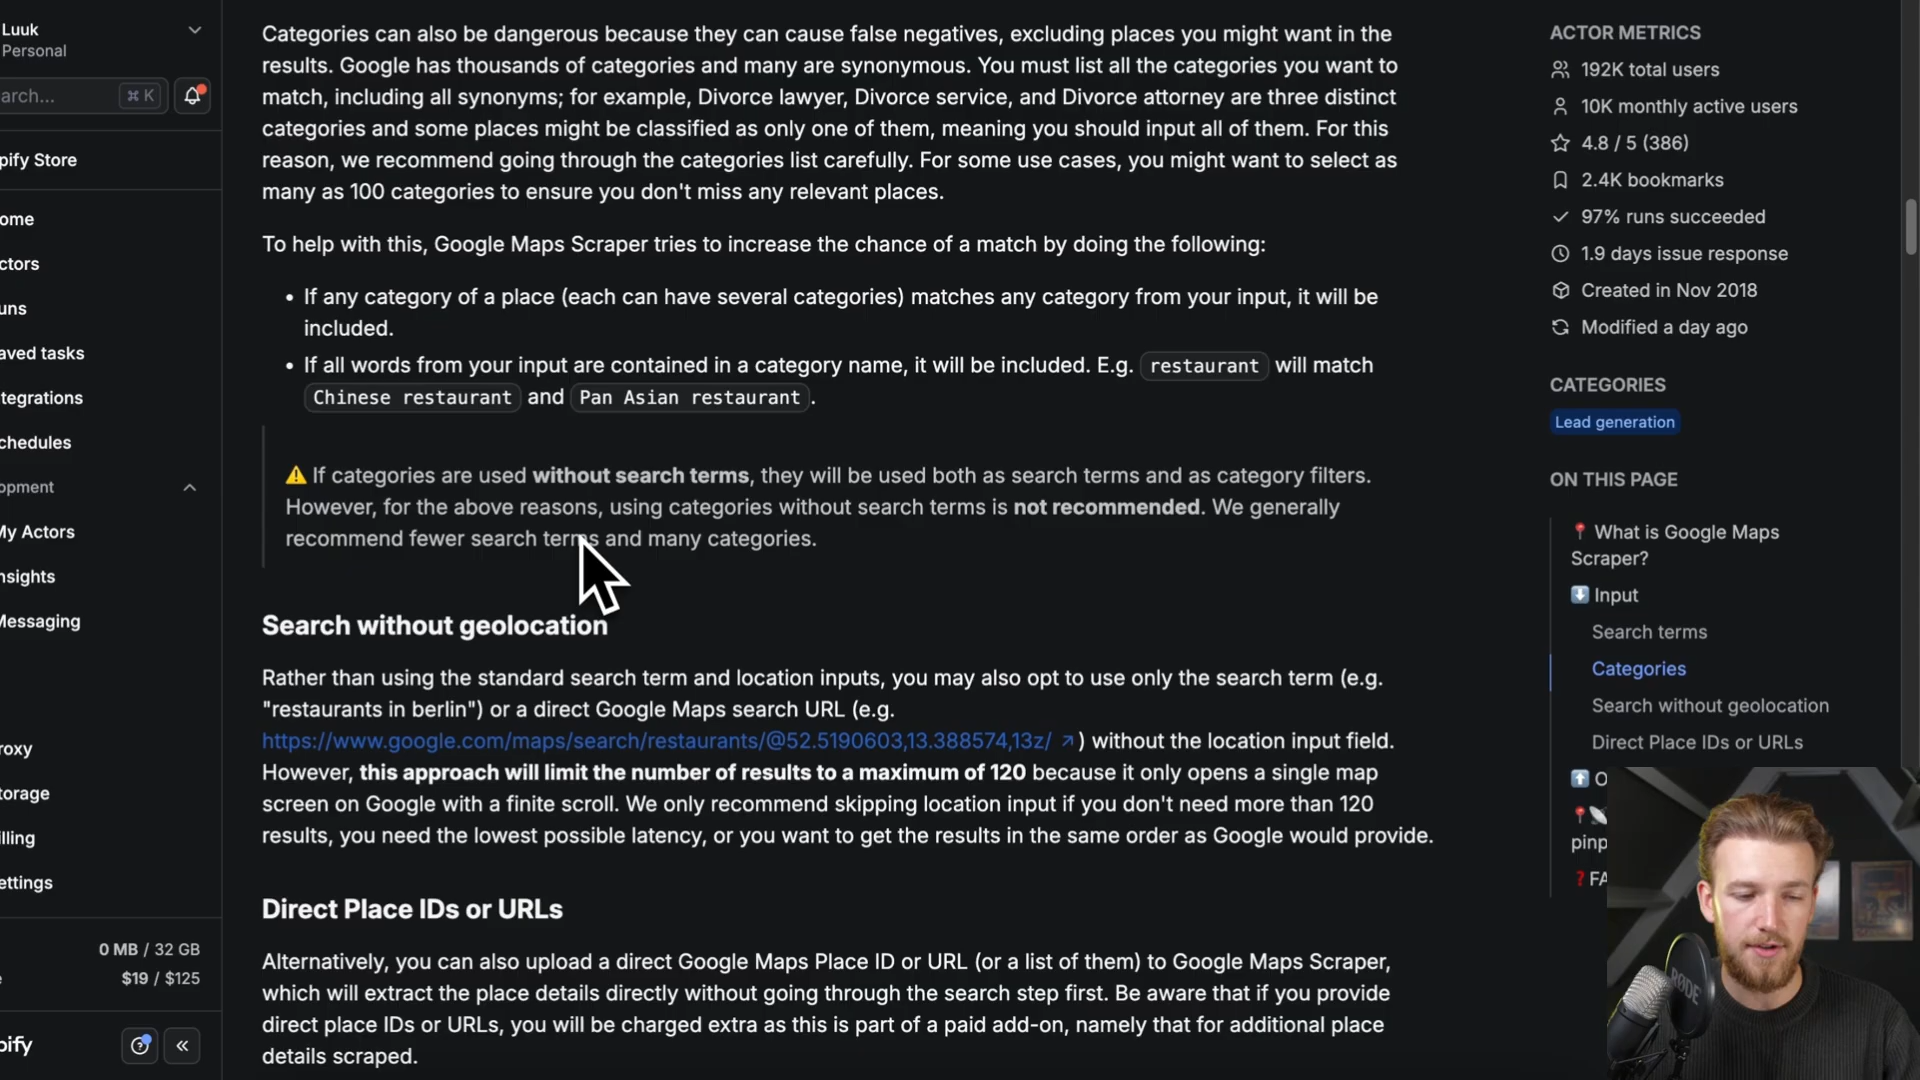 Luuk
Personal
arch...
⌘ K
pify Store
ome
ctors
uns
aved tasks
tegrations
chedules
opment
My Actors
nsights
Messaging
roxy
torage
illing
ettings
0 MB / 32 GB
$19 / $125
pify
Categories can also be dangerous because they can cause false negatives, excluding places you might want in the
results. Google has thousands of categories and many are synonymous. You must list all the categories you want to
match, including all synonyms; for example, Divorce lawyer, Divorce service, and Divorce attorney are three distinct
categories and some places might be classified as only one of them, meaning you should input all of them. For this
reason, we recommend going through the categories list carefully. For some use cases, you might want to select as
many as 100 categories to ensure you don't miss any relevant places.
To help with this, Google Maps Scraper tries to increase the chance of a match by doing the following:
• If any category of a place (each can have several categories) matches any category from your input, it will be
included.
• If all words from your input are contained in a category name, it will be included. E.g. restaurant will match
Chinese restaurant and Pan Asian restaurant.
⚠️ If categories are used without search terms, they will be used both as search terms and as category filters.
However, for the above reasons, using categories without search terms is not recommended. We generally
recommend fewer search terms and many categories.
Search without geolocation
Rather than using the standard search term and location inputs, you may also opt to use only the search term (e.g.
"restaurants in berlin") or a direct Google Maps search URL (e.g.
https://www.google.com/maps/search/restaurants/@52.5190603,13.388574,13z/ ↗) without the location input field.
However, this approach will limit the number of results to a maximum of 120 because it only opens a single map
screen on Google with a finite scroll. We only recommend skipping location input if you don't need more than 120
results, you need the lowest possible latency, or you want to get the results in the same order as Google would provide.
Direct Place IDs or URLs
Alternatively, you can also upload a direct Google Maps Place ID or URL (or a list of them) to Google Maps Scraper,
which will extract the place details directly without going through the search step first. Be aware that if you provide
direct place IDs or URLs, you will be charged extra as this is part of a paid add-on, namely that for additional place
details scraped.
ACTOR METRICS
192K total users
10K monthly active users
4.8 / 5 (386)
2.4K bookmarks
97% runs succeeded
1.9 days issue response
Created in Nov 2018
Modified a day ago
CATEGORIES
Lead generation
ON THIS PAGE
📍 What is Google Maps
Scraper?
⬇️ Input
Search terms
Categories
Search without geolocation
Direct Place IDs or URLs
⬆️ O
pinp
❓ FA
RØDE